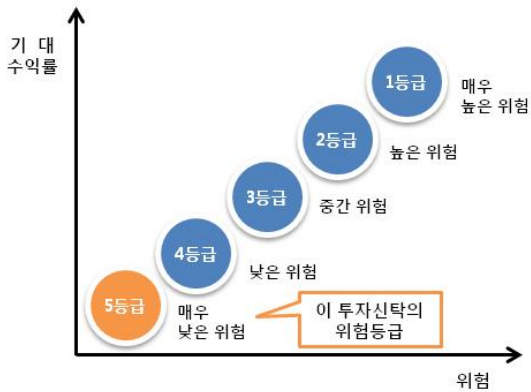 기 대
수익률
1등급
매우
높은 위험
2등급
높은 위험
3등급
중간 위험
4등급
낮은 위험
5등급
매우
낮은 위험
이 투자신탁의
위험등급
위험